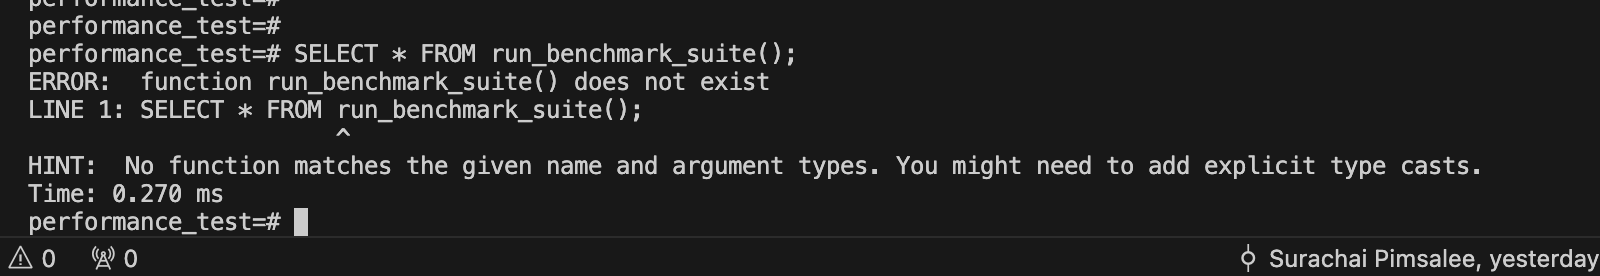 performance_test=#
performance_test=#
performance_test=# SELECT * FROM run_benchmark_suite();
ERROR:  function run_benchmark_suite() does not exist
LINE 1: SELECT * FROM run_benchmark_suite();
                      ^
HINT:  No function matches the given name and argument types. You might need to add explicit type casts.
Time: 0.270 ms
performance_test=#
0 0 Surachai Pimsalee, yesterday